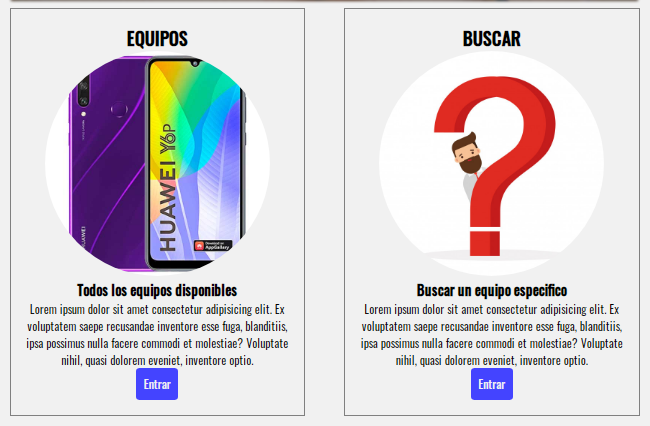 EQUIPOS
HUAWEI Y6P
Download on
AppGallery
HUAWEI
Todos los equipos disponibles
Lorem ipsum dolor sit amet consectetur adipisicing elit. Ex
voluptatem saepe recusandae inventore esse fuga, blanditiis,
ipsa possimus nulla facere commodi et molestiae? Voluptate
nihil, quasi dolorem eveniet, inventore optio.
Entrar
BUSCAR
Buscar un equipo especifico
Lorem ipsum dolor sit amet consectetur adipisicing elit. Ex
voluptatem saepe recusandae inventore esse fuga, blanditiis,
ipsa possimus nulla facere commodi et molestiae? Voluptate
nihil, quasi dolorem eveniet, inventore optio.
Entrar